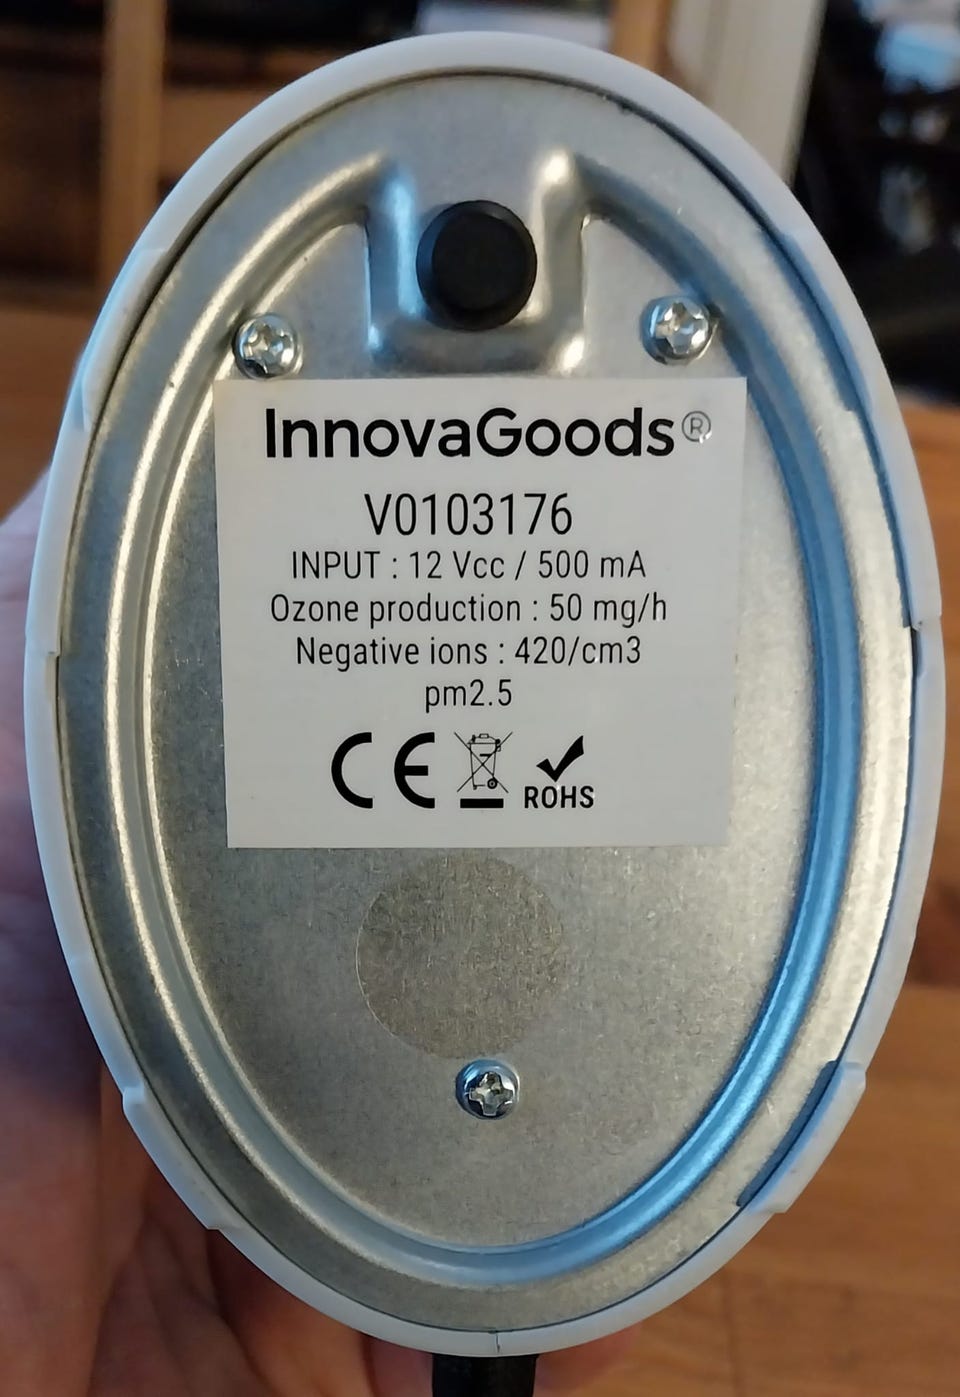 InnovaGoods®
V0103176
INPUT : 12 Vcc / 500 mA
Ozone production : 50 mg/h
Negative ions : 420/cm3
pm2.5
CE
ROHS